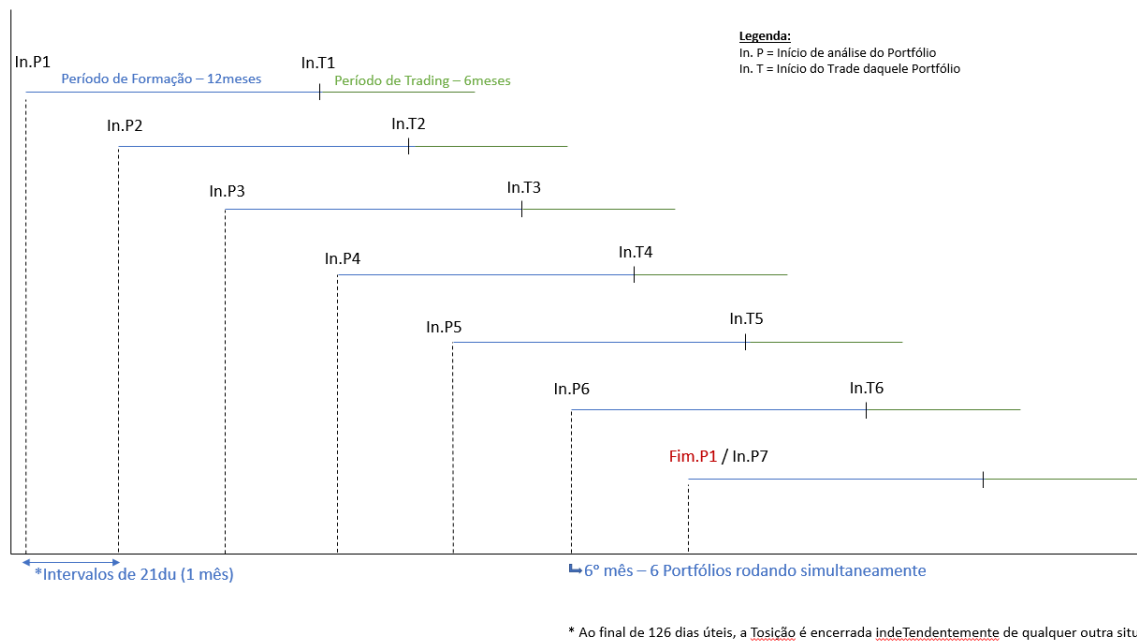 Legenda:
In. P = Início de análise do Portfólio
In. T = Início do Trade daquele Portfólio
In.P1
In.T1
Período de Formação – 12meses
Período de Trading – 6meses
In.P2
In.T2
In.P3
In.T3
In.P4
In.T4
In.P5
In.T5
In.P6
In.T6
Fim.P1 / In.P7
*Intervalos de 21du (1 mês)
6º mês – 6 Portfólios rodando simultaneamente
* Ao final de 126 dias úteis, a Tosição é encerrada indeTendentemente de qualquer outra situ